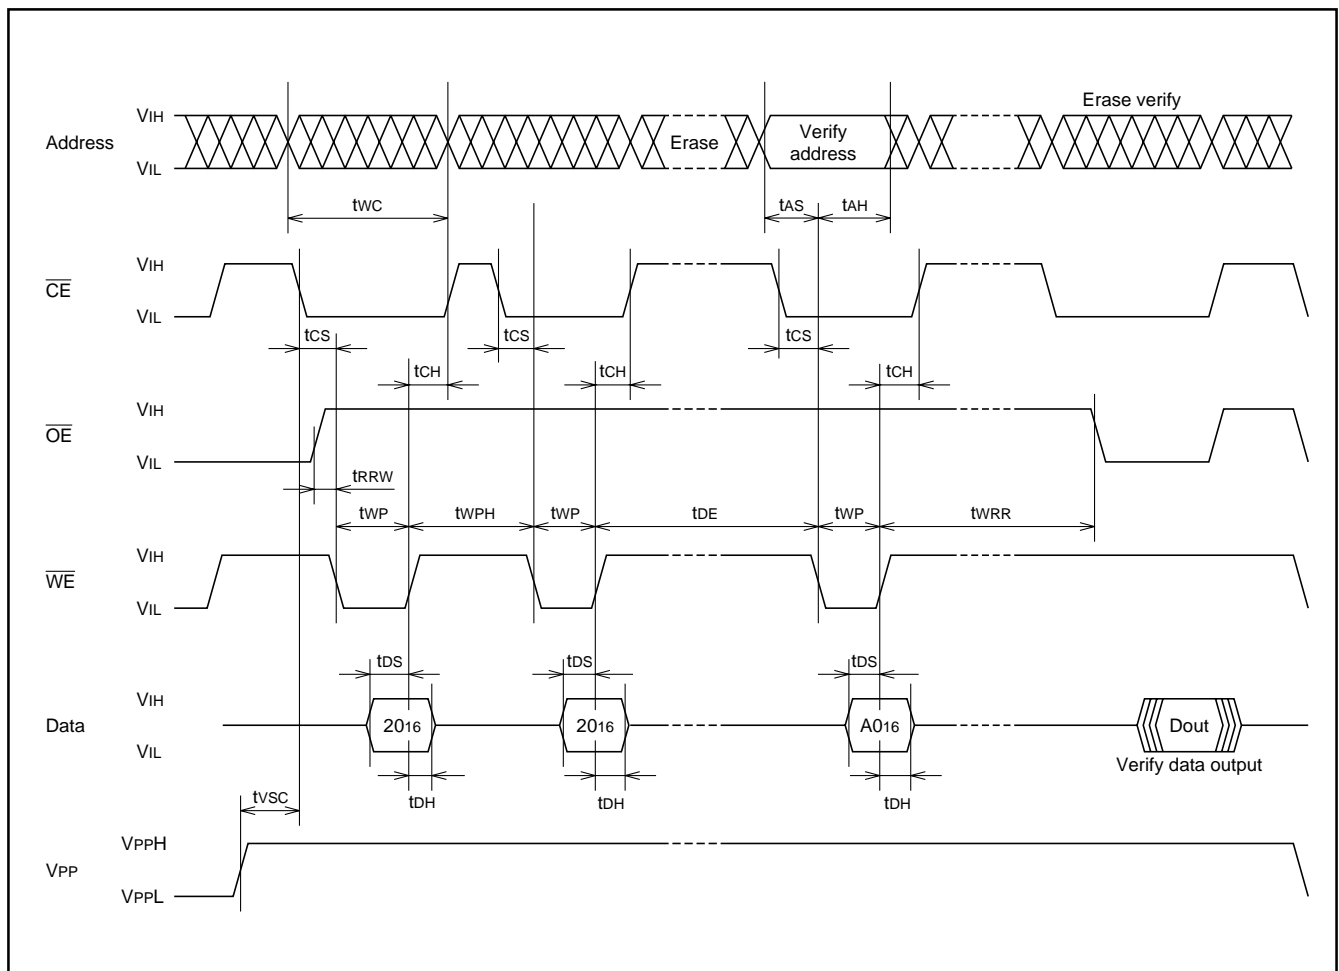 Erase verify
VIH
Address
Erase
Verify
address
VIL
tWC
tAS
tAH
VIH
CE
VIL
tCS
tCS
tCS
tCH
tCH
tCH
VIH
OE
VIL
tRRW
tWP
tWPH
tWP
tDE
tWP
tWRR
VIH
WE
VIL
tDS
tDS
tDS
VIH
Data
2016
2016
A016
Dout
VIL
Verify data output
tDH
tDH
tDH
tVSC
VPPH
VPP
VPPL